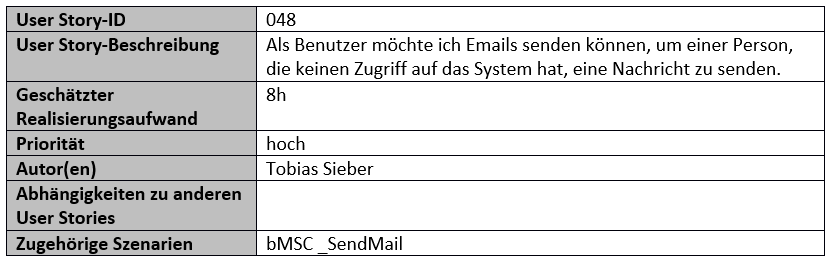 User Story-ID 048
User Story-Beschreibung Als Benutzer möchte ich Emails senden können, um einer Person,
die keinen Zugriff auf das System hat, eine Nachricht zu senden.
Geschätzter 8h
Realisierungsaufwand
Priorität hoch
Autor(en) Tobias Sieber
Abhängigkeiten zu anderen
User Stories
Zugehörige Szenarien bMSC _SendMail